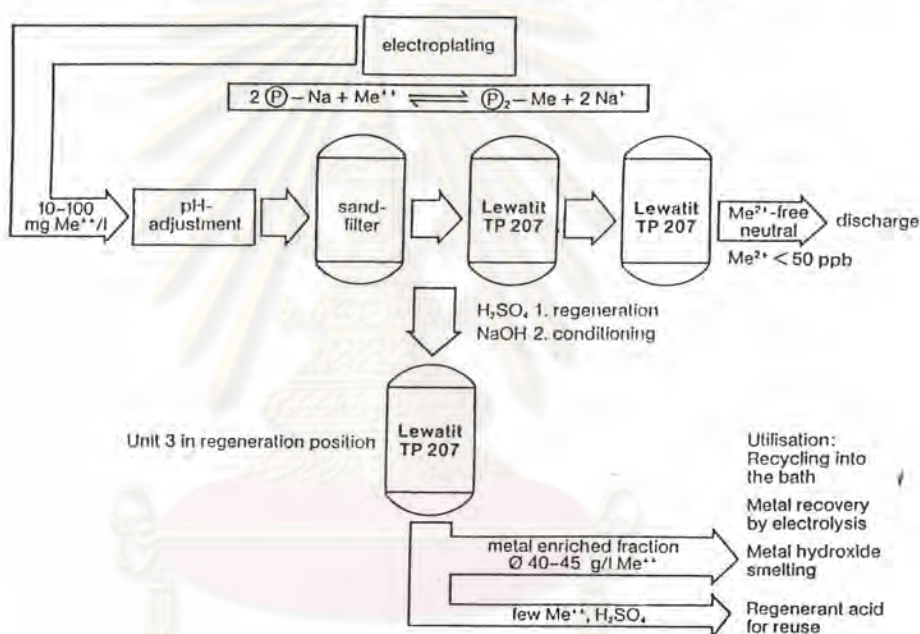 electroplating
2 Ⓟ – Na + Me⁺⁺ ⇌ Ⓟ₂ – Me + 2 Na⁺
10–100
mg Me⁺⁺/l
pH-
adjustment
sand-
filter
Lewatit
TP 207
Lewatit
TP 207
Me²⁺-free
neutral
Me²⁺ < 50 ppb
discharge
H₂SO₄ 1. regeneration
NaOH 2. conditioning
Unit 3 in regeneration position
Lewatit
TP 207
Utilisation:
Recycling into
the bath
Metal recovery
by electrolysis
Metal hydroxide
smelting
metal enriched fraction
Ø 40–45 g/l Me⁺⁺
few Me⁺⁺, H₂SO₄
Regenerant acid
for reuse